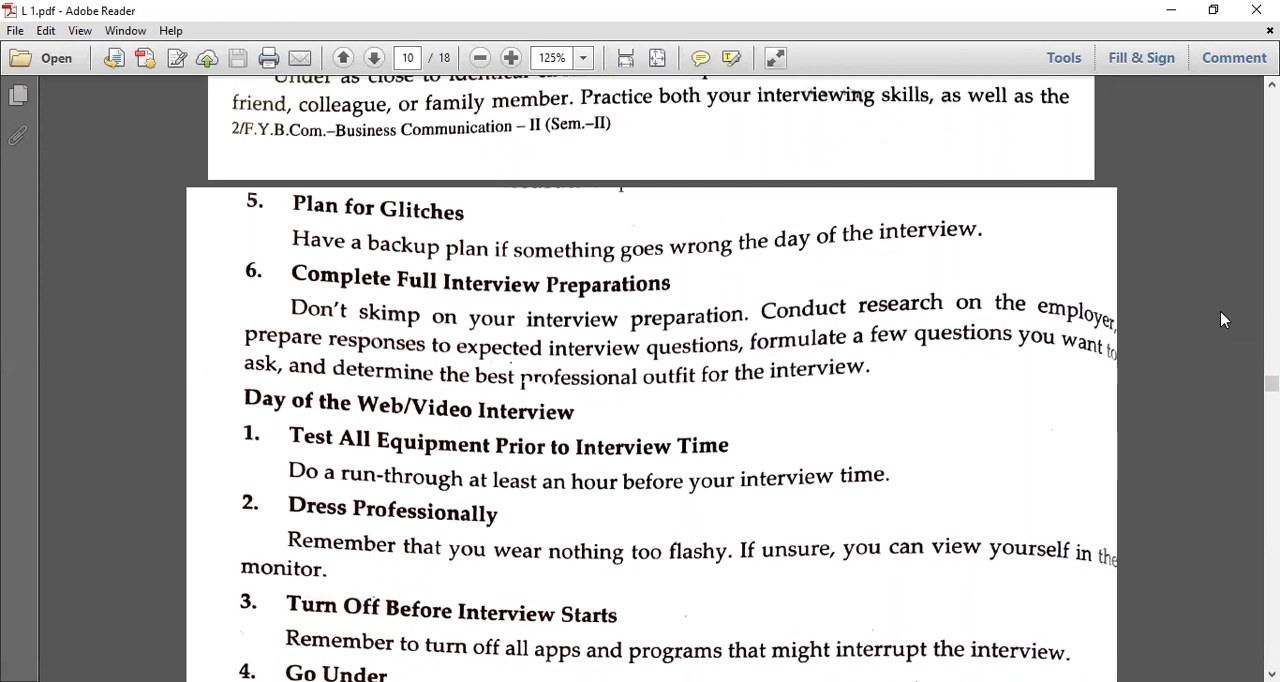 L 1.pdf - Adobe Reader
File Edit View Window Help
Open 10 / 18 125% Tools Fill & Sign Comment
Under as close to
friend, colleague, or family member. Practice both your interviewing skills, as well as the
2/F.Y.B.Com.–Business Communication – II (Sem.–II)
5. Plan for Glitches
Have a backup plan if something goes wrong the day of the interview.
6. Complete Full Interview Preparations
Don't skimp on your interview preparation. Conduct research on the employer,
prepare responses to expected interview questions, formulate a few questions you want to
ask, and determine the best professional outfit for the interview.
Day of the Web/Video Interview
1. Test All Equipment Prior to Interview Time
Do a run-through at least an hour before your interview time.
2. Dress Professionally
Remember that you wear nothing too flashy. If unsure, you can view yourself in the
monitor.
3. Turn Off Before Interview Starts
Remember to turn off all apps and programs that might interrupt the interview.
4. Go Under